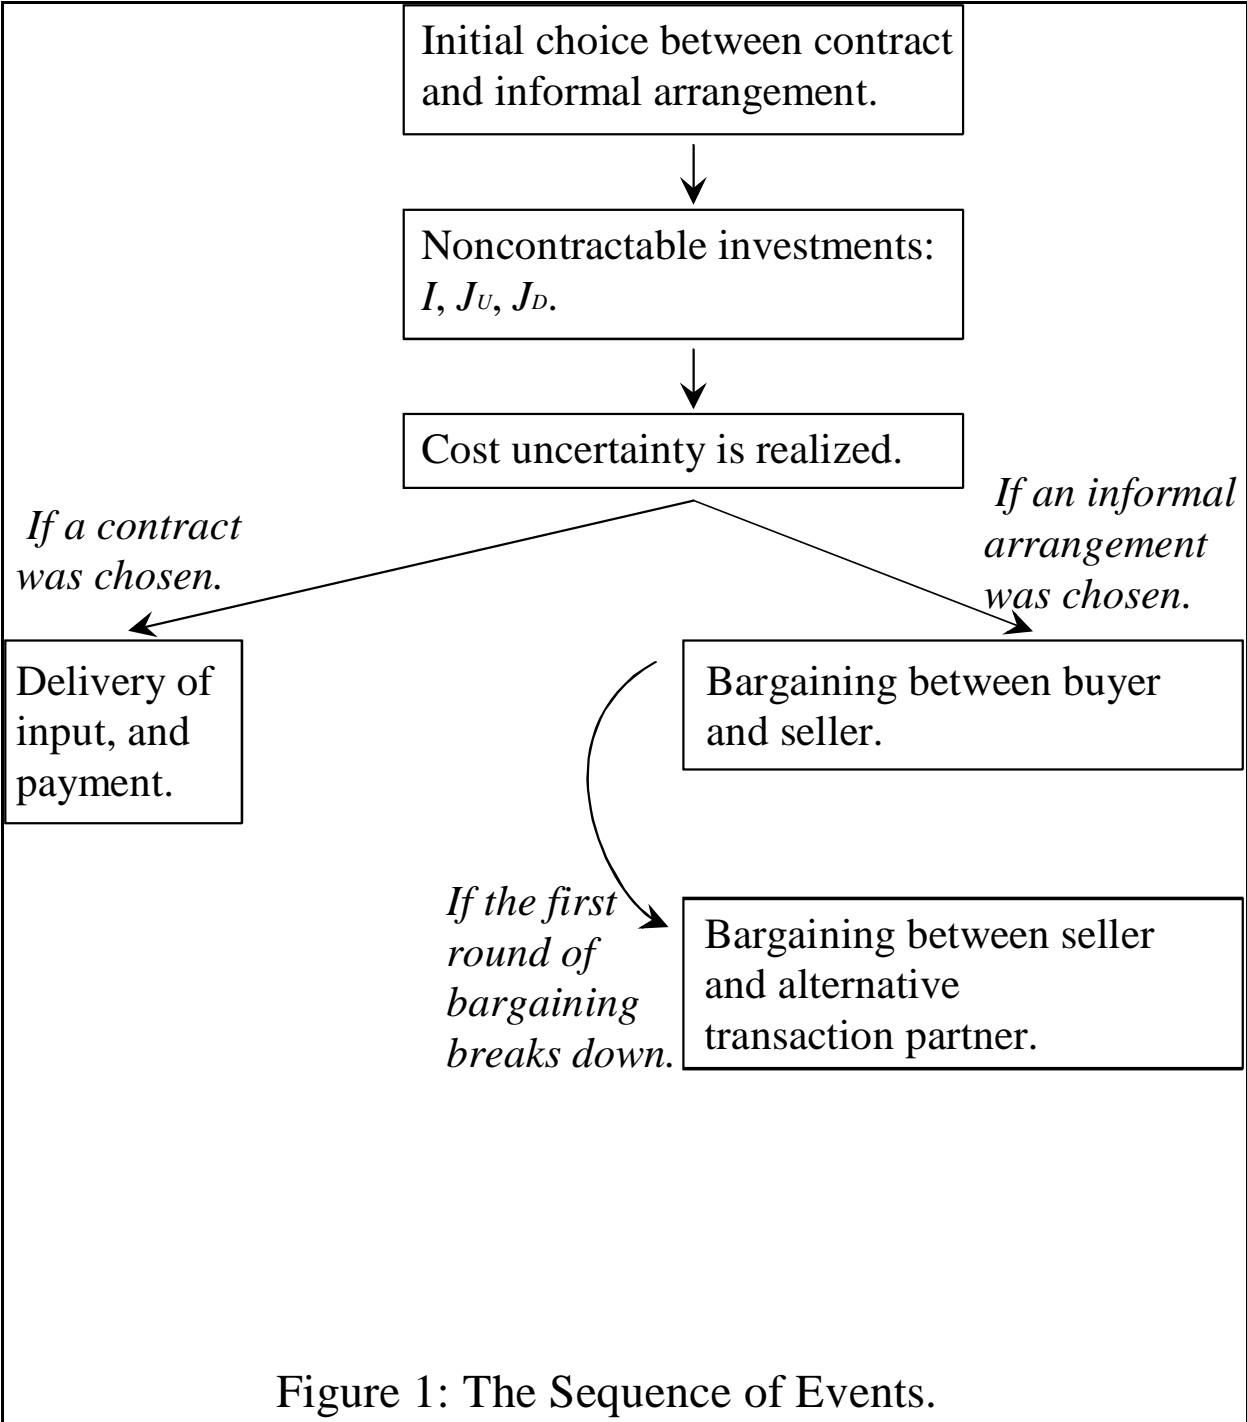 Initial choice between contract
and informal arrangement.
Noncontractable investments:
I, JU, JD.
Cost uncertainty is realized.
If a contract
was chosen.
If an informal
arrangement
was chosen.
Delivery of
input, and
payment.
Bargaining between buyer
and seller.
If the first
round of
bargaining
breaks down.
Bargaining between seller
and alternative
transaction partner.
Figure 1: The Sequence of Events.